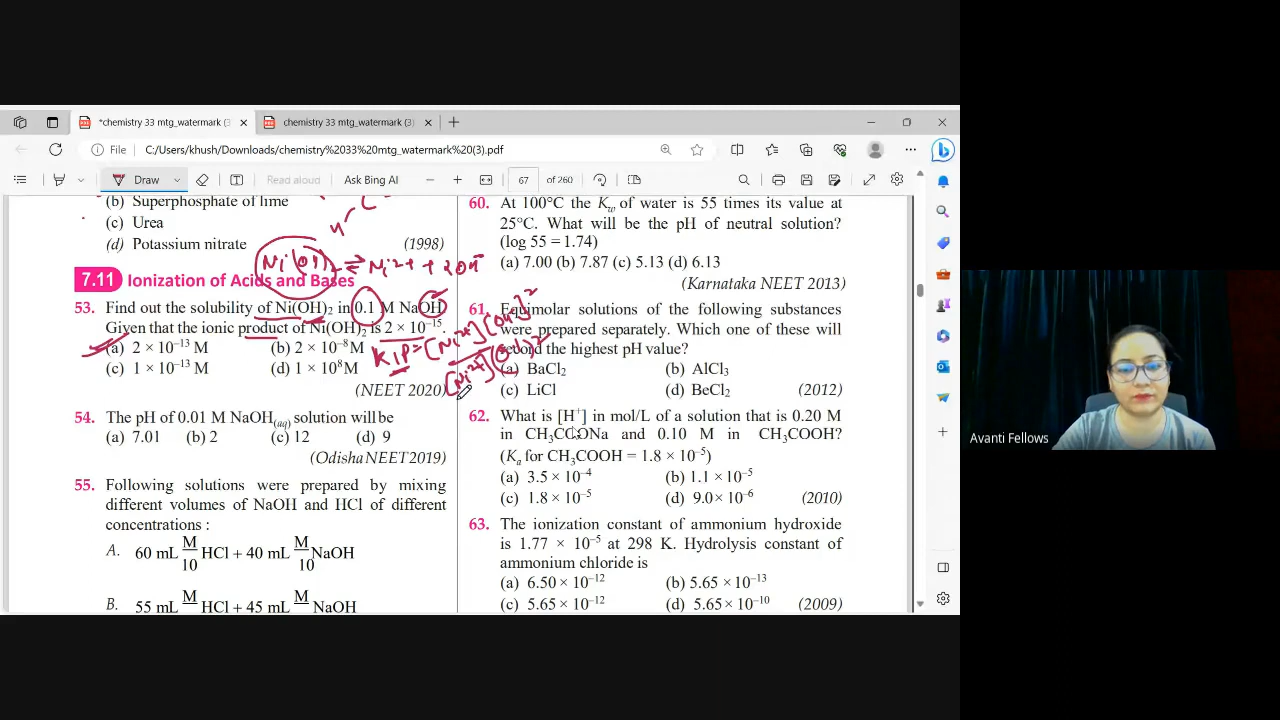 *chemistry 33 mtg_watermark (3
chemistry 33 mtg_watermark (3).pdf
File
C:/Users/khush/Downloads/chemistry%2033%20mtg_watermark%20(3).pdf
Draw
Read aloud
Ask Bing AI
67
of 260
(b) Superphosphate of lime
(c) Urea
(d) Potassium nitrate (1998)
Ni(OH)₂ ⇌ Ni2+ + 2OH⁻
7.11 Ionization of Acids and Bases
53. Find out the solubility of Ni(OH)₂ in 0.1 M NaOH.
Given that the ionic product of Ni(OH)₂ is 2 × 10⁻¹⁵.
(a) 2 × 10⁻¹³ M (b) 2 × 10⁻⁸ M
(c) 1 × 10⁻¹³ M (d) 1 × 10⁸ M
(NEET 2020)
KIP = [Ni2+][OH]²
[Ni2+](0.1)²
54. The pH of 0.01 M NaOH(aq) solution will be
(a) 7.01 (b) 2 (c) 12 (d) 9
(Odisha NEET 2019)
55. Following solutions were prepared by mixing
different volumes of NaOH and HCl of different
concentrations :
A. 60 mL M/10 HCl + 40 mL M/10 NaOH
B. 55 mL M HCl + 45 mL M NaOH
60. At 100°C the Kw of water is 55 times its value at
25°C. What will be the pH of neutral solution?
(log 55 = 1.74)
(a) 7.00 (b) 7.87 (c) 5.13 (d) 6.13
(Karnataka NEET 2013)
61. Equimolar solutions of the following substances
were prepared separately. Which one of these will
record the highest pH value?
(a) BaCl₂ (b) AlCl₃
(c) LiCl (d) BeCl₂ (2012)
62. What is [H⁺] in mol/L of a solution that is 0.20 M
in CH₃COONa and 0.10 M in CH₃COOH?
(Ka for CH₃COOH = 1.8 × 10⁻⁵)
(a) 3.5 × 10⁻⁴ (b) 1.1 × 10⁻⁵
(c) 1.8 × 10⁻⁵ (d) 9.0 × 10⁻⁶ (2010)
63. The ionization constant of ammonium hydroxide
is 1.77 × 10⁻⁵ at 298 K. Hydrolysis constant of
ammonium chloride is
(a) 6.50 × 10⁻¹² (b) 5.65 × 10⁻¹³
(c) 5.65 × 10⁻¹² (d) 5.65 × 10⁻¹⁰ (2009)
Avanti Fellows